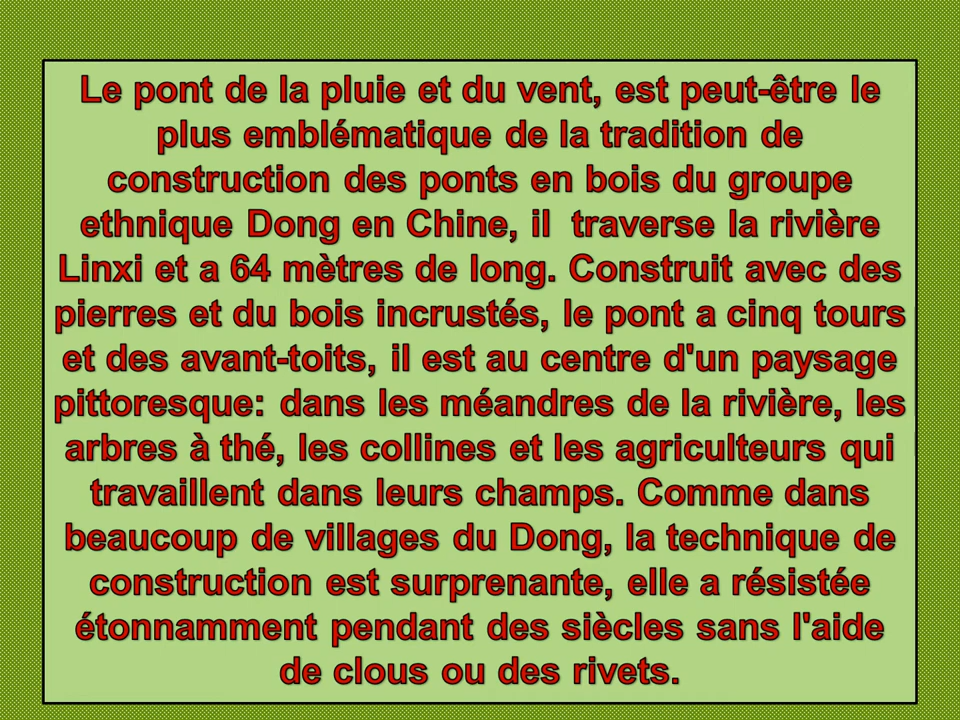 Le pont de la pluie et du vent, est peut-être le
plus emblématique de la tradition de
construction des ponts en bois du groupe
ethnique Dong en Chine, il  traverse la rivière
Linxi et a 64 mètres de long. Construit avec des
pierres et du bois incrustés, le pont a cinq tours
et des avant-toits, il est au centre d'un paysage
pittoresque: dans les méandres de la rivière, les
arbres à thé, les collines et les agriculteurs qui
travaillent dans leurs champs. Comme dans
beaucoup de villages du Dong, la technique de
construction est surprenante, elle a résistée
étonnamment pendant des siècles sans l'aide
de clous ou des rivets.